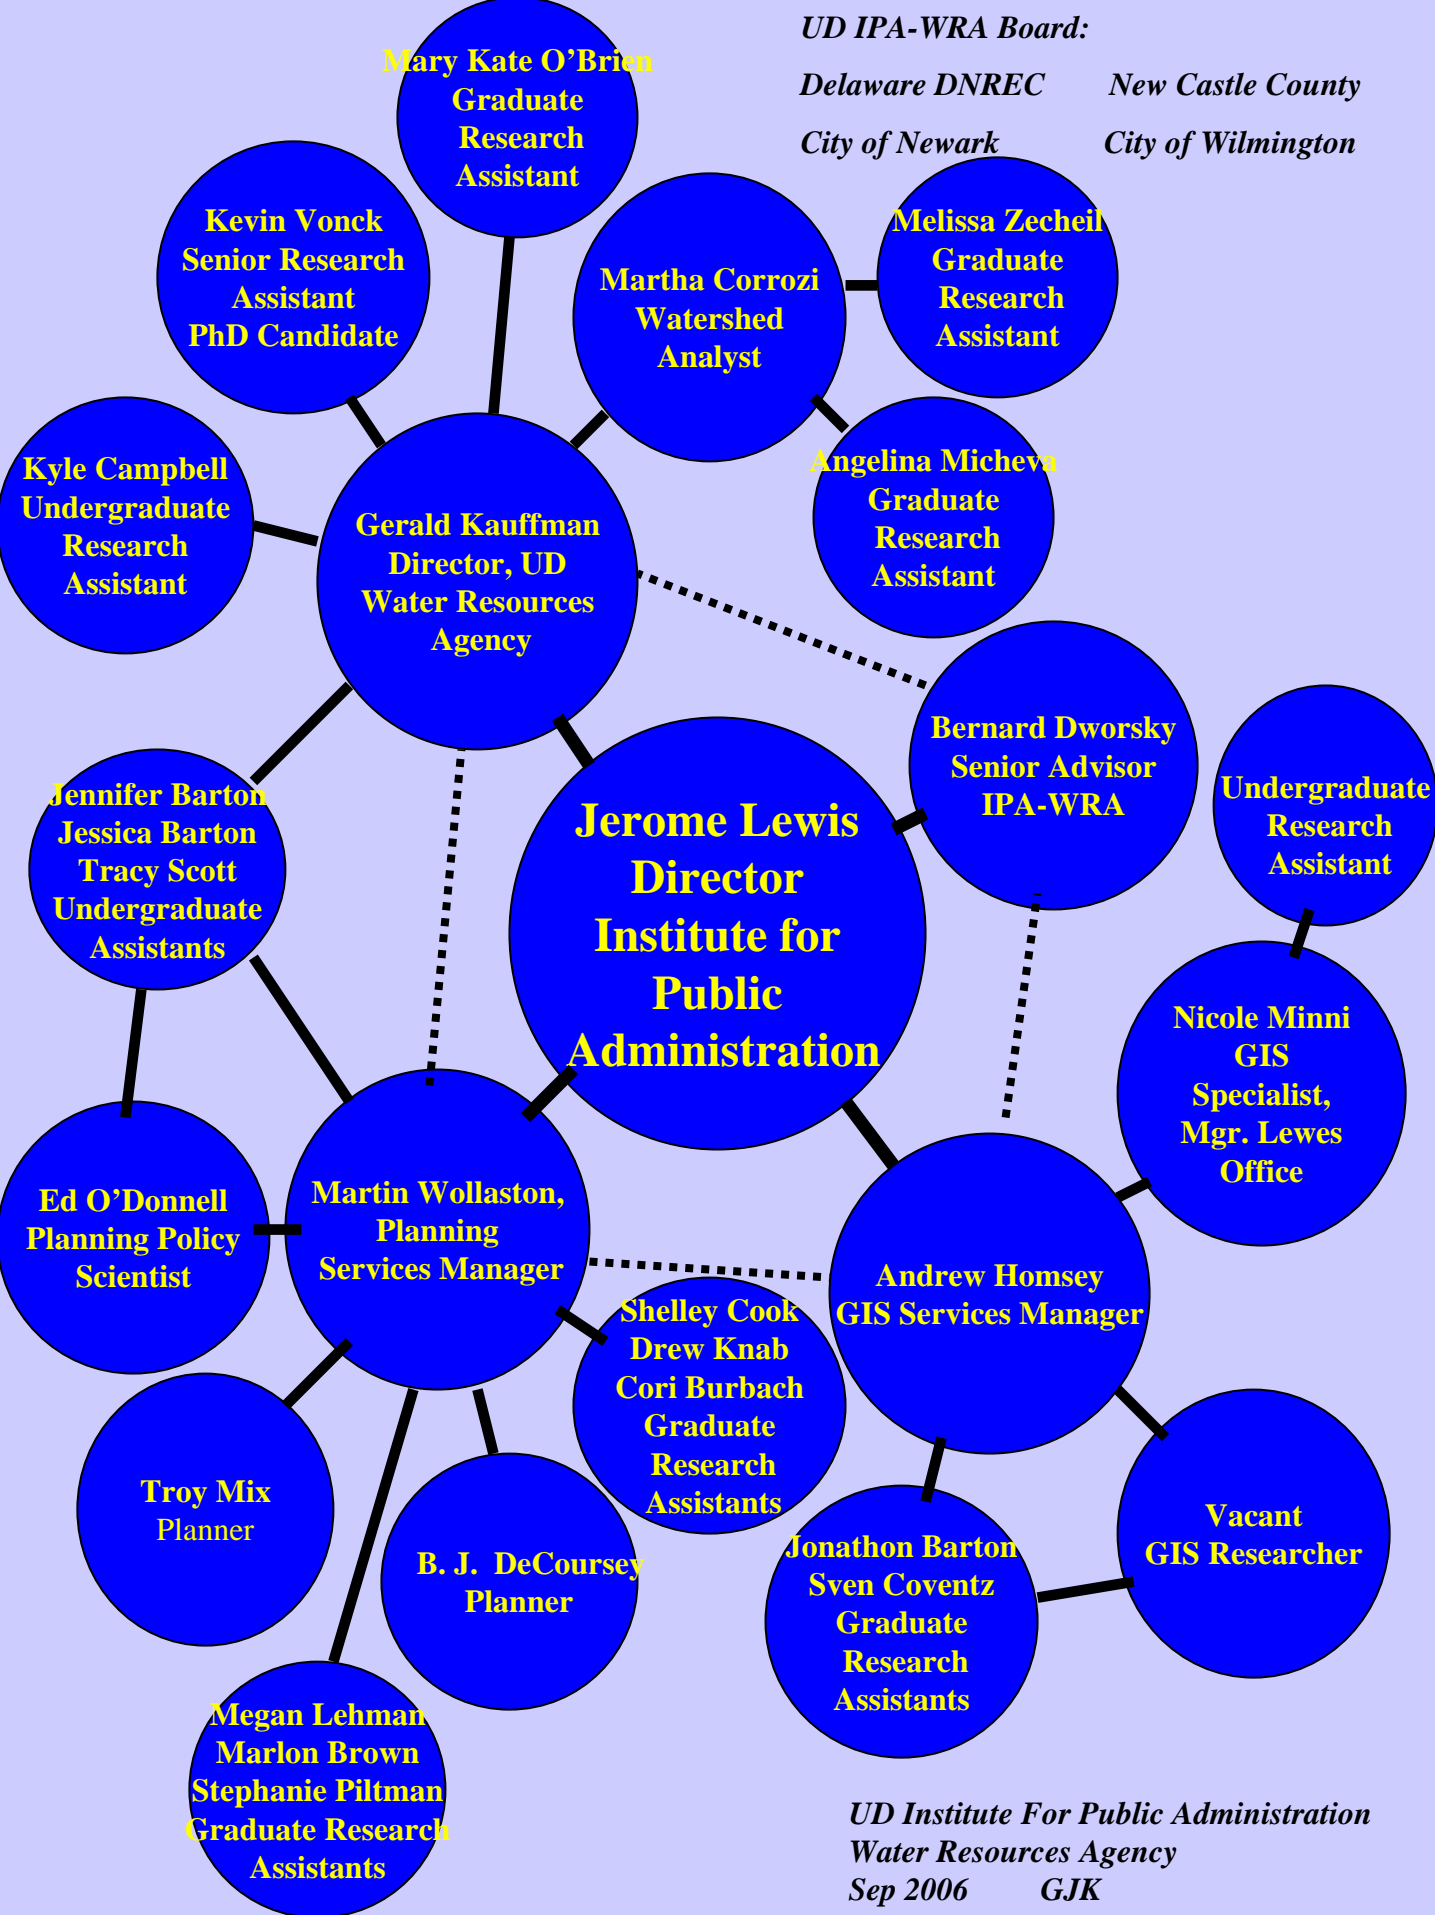 UD IPA-WRA Board:
Delaware DNREC New Castle County
City of Newark City of Wilmington
Mary Kate O’Brien
Graduate
Research
Assistant
Kevin Vonck
Senior Research
Assistant
PhD Candidate
Martha Corrozi
Watershed
Analyst
Melissa Zecheil
Graduate
Research
Assistant
Kyle Campbell
Undergraduate
Research
Assistant
Gerald Kauffman
Director, UD
Water Resources
Agency
Angelina Micheva
Graduate
Research
Assistant
Bernard Dworsky
Senior Advisor
IPA-WRA
Undergraduate
Research
Assistant
Jennifer Barton
Jessica Barton
Tracy Scott
Undergraduate
Assistants
Jerome Lewis
Director
Institute for
Public
Administration
Nicole Minni
GIS
Specialist,
Mgr. Lewes
Office
Ed O’Donnell
Planning Policy
Scientist
Martin Wollaston,
Planning
Services Manager
Andrew Homsey
GIS Services Manager
Shelley Cook
Drew Knab
Cori Burbach
Graduate
Research
Assistants
Troy Mix
Planner
B. J. DeCoursey
Planner
Jonathon Barton
Sven Coventz
Graduate
Research
Assistants
Vacant
GIS Researcher
Megan Lehman
Marlon Brown
Stephanie Piltman
Graduate Research
Assistants
UD Institute For Public Administration
Water Resources Agency
Sep 2006 GJK